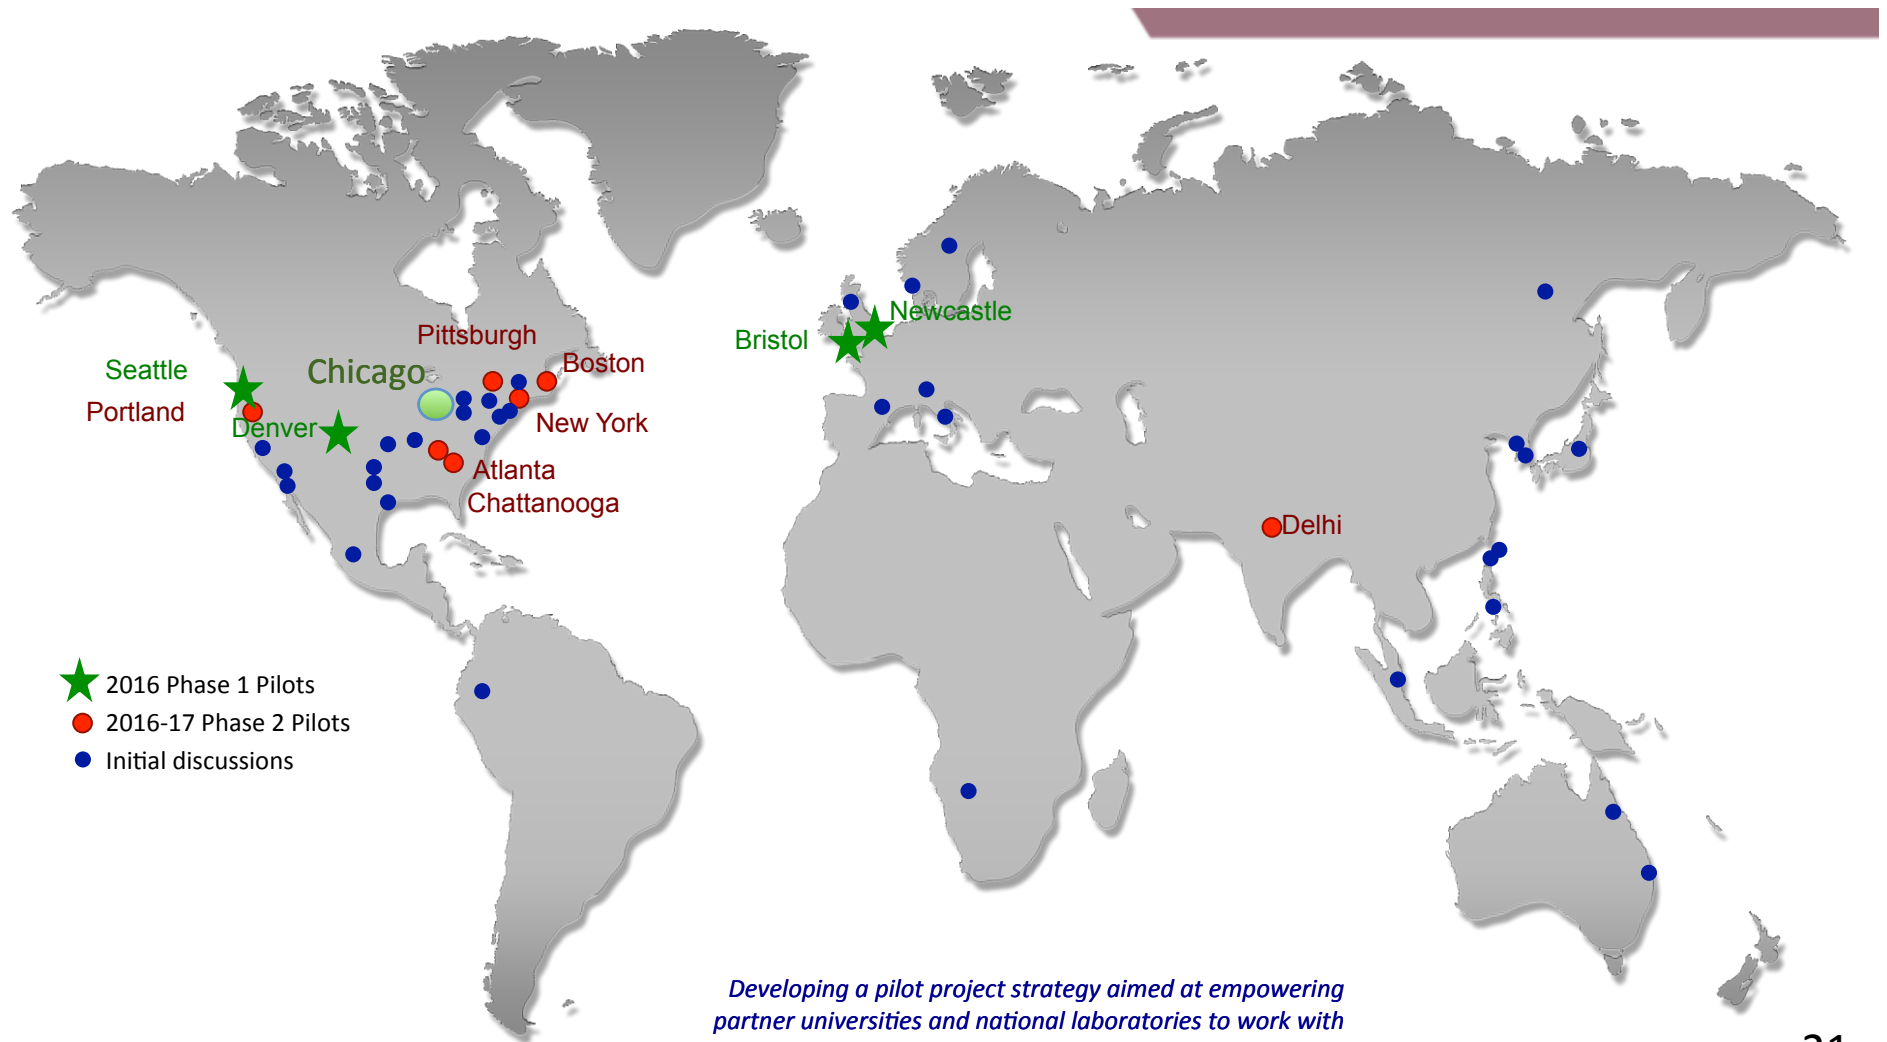 Newcastle
Bristol
Pittsburgh
Boston
Seattle
Chicago
Portland
Denver
New York
Atlanta
Chattanooga
Delhi
2016 Phase 1 Pilots
2016-17 Phase 2 Pilots
Initial discussions
Developing a pilot project strategy aimed at empowering
partner universities and national laboratories to work with